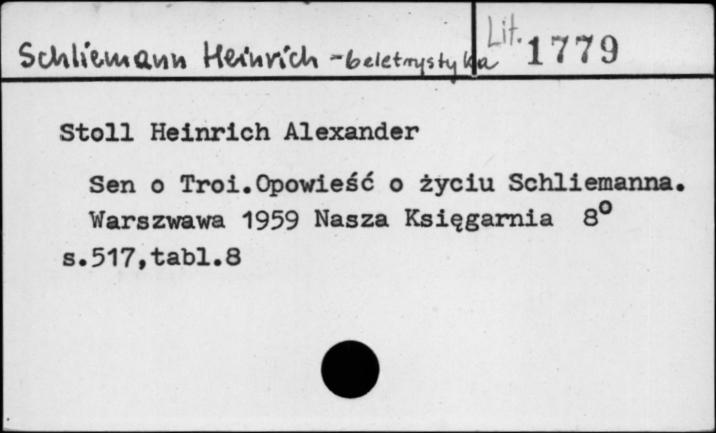 Schliemann Heinrich - beletrystyka
Lit. 1779
Stoll Heinrich Alexander
Sen o Troi.Opowieść o życiu Schliemanna.
Warszwawa 1959 Nasza Księgarnia 8°
s.517,tabl.8